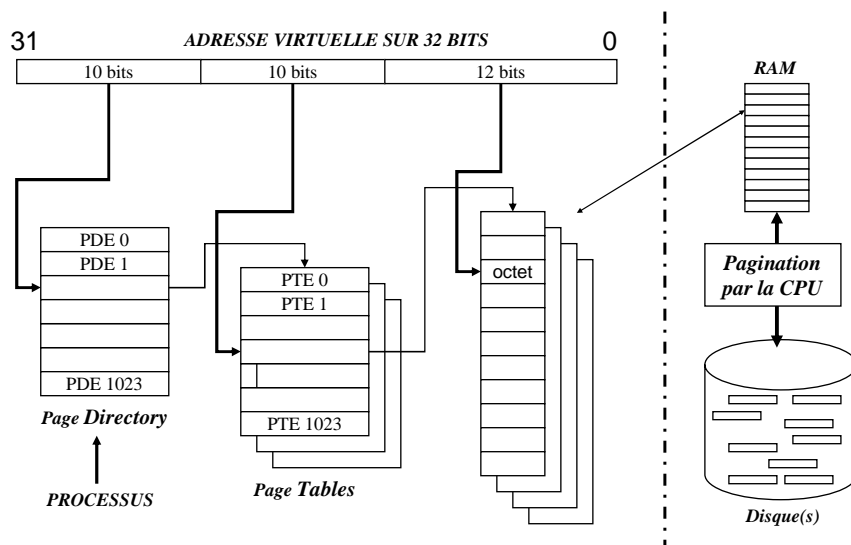 ADRESSE VIRTUELLE SUR 32 BITS
31
0
10 bits
10 bits
12 bits
RAM
PDE 0
PDE 1
PDE 1023
Page Directory
PROCESSUS
PTE 0
PTE 1
PTE 1023
Page Tables
octet
Pagination
par la CPU
Disque(s)